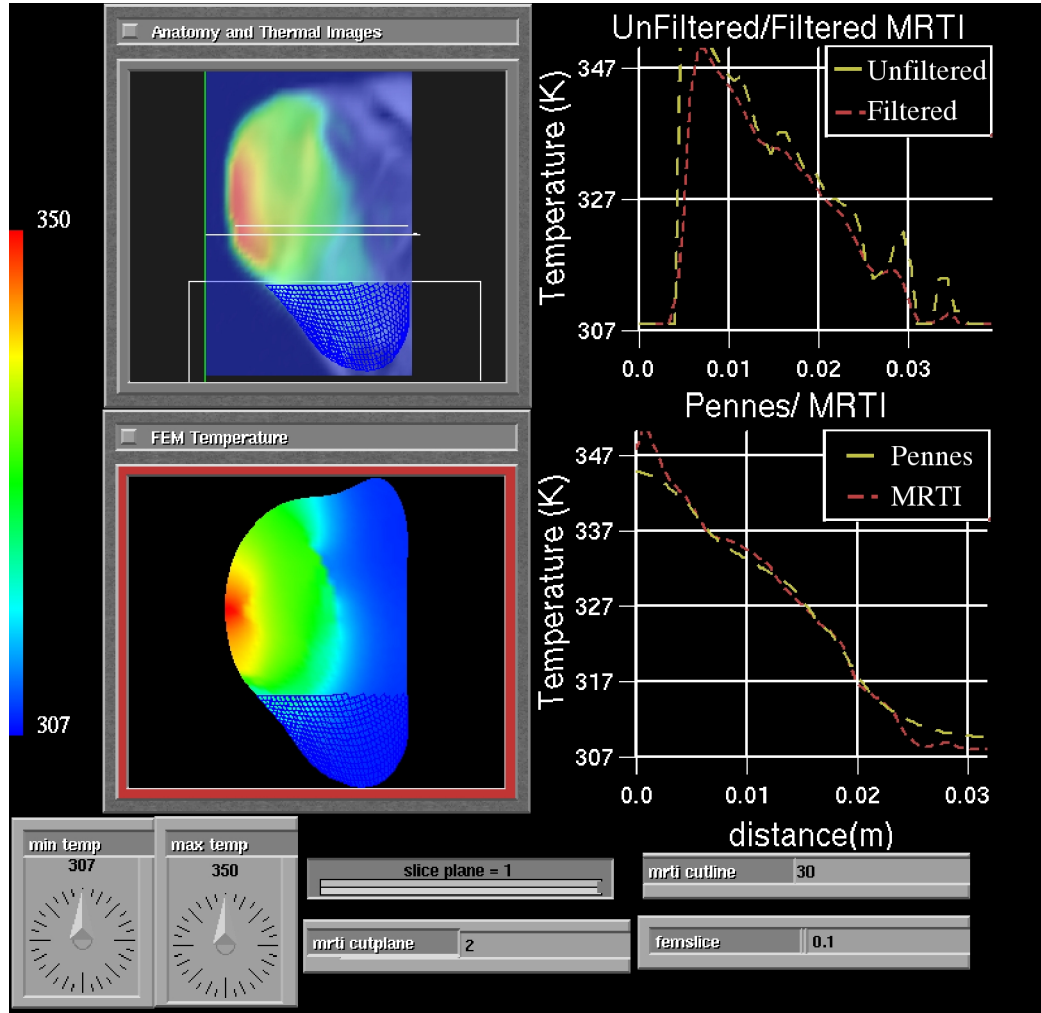 Anatomy and Thermal Images
350
307
FEM Temperature
UnFiltered/Filtered MRTI
Temperature (K)
347
327
307
Unfiltered
Filtered
0.0 0.01 0.02 0.03
Pennes/ MRTI
Temperature (K)
347
337
327
317
307
Pennes
MRTI
0.0 0.01 0.02 0.03
distance(m)
min temp
307
max temp
350
slice plane = 1
mrti cutline 30
mrti cutplane 2
femslice 0.1